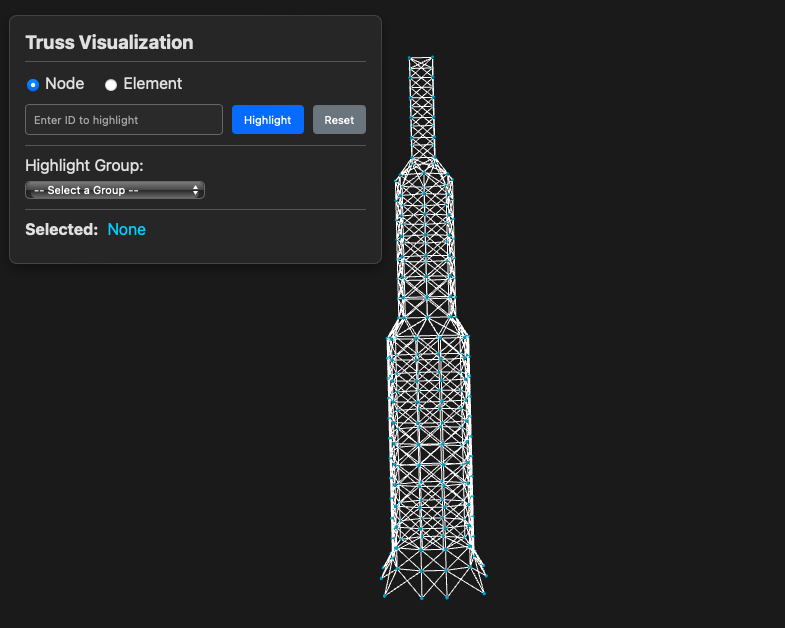 Truss Visualization
Node Element
Enter ID to highlight Highlight Reset
Highlight Group:
-- Select a Group --
Selected: None